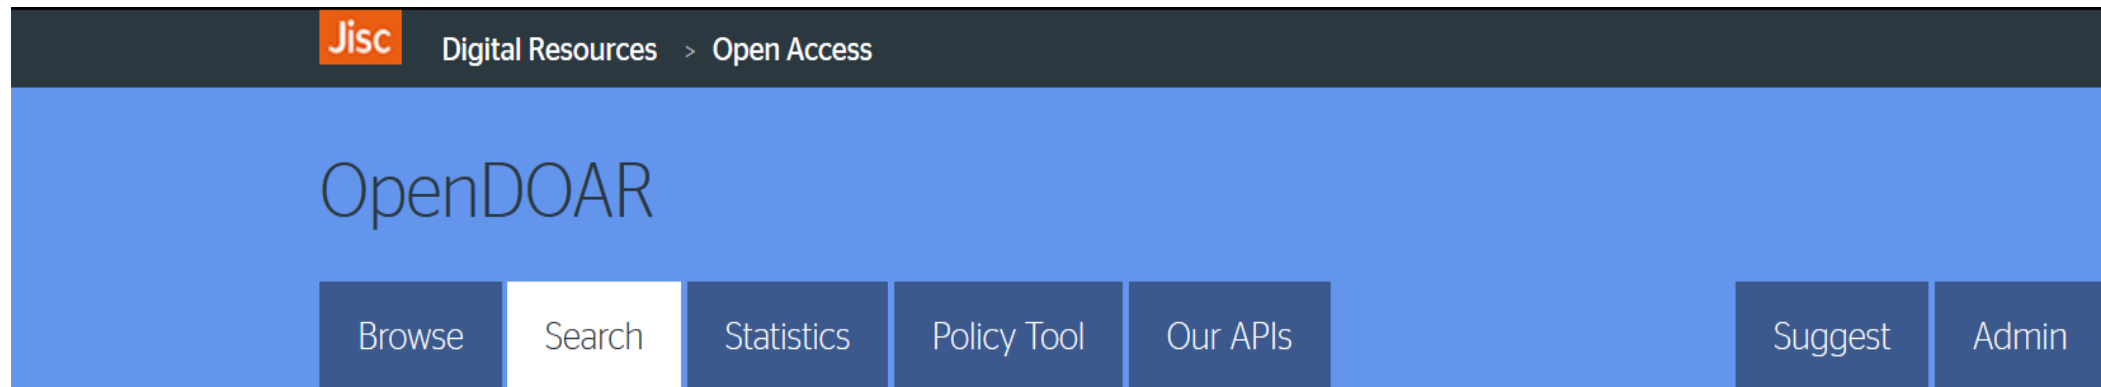 Jisc Digital Resources > Open Access
OpenDOAR
Browse Search Statistics Policy Tool Our APIs Suggest Admin